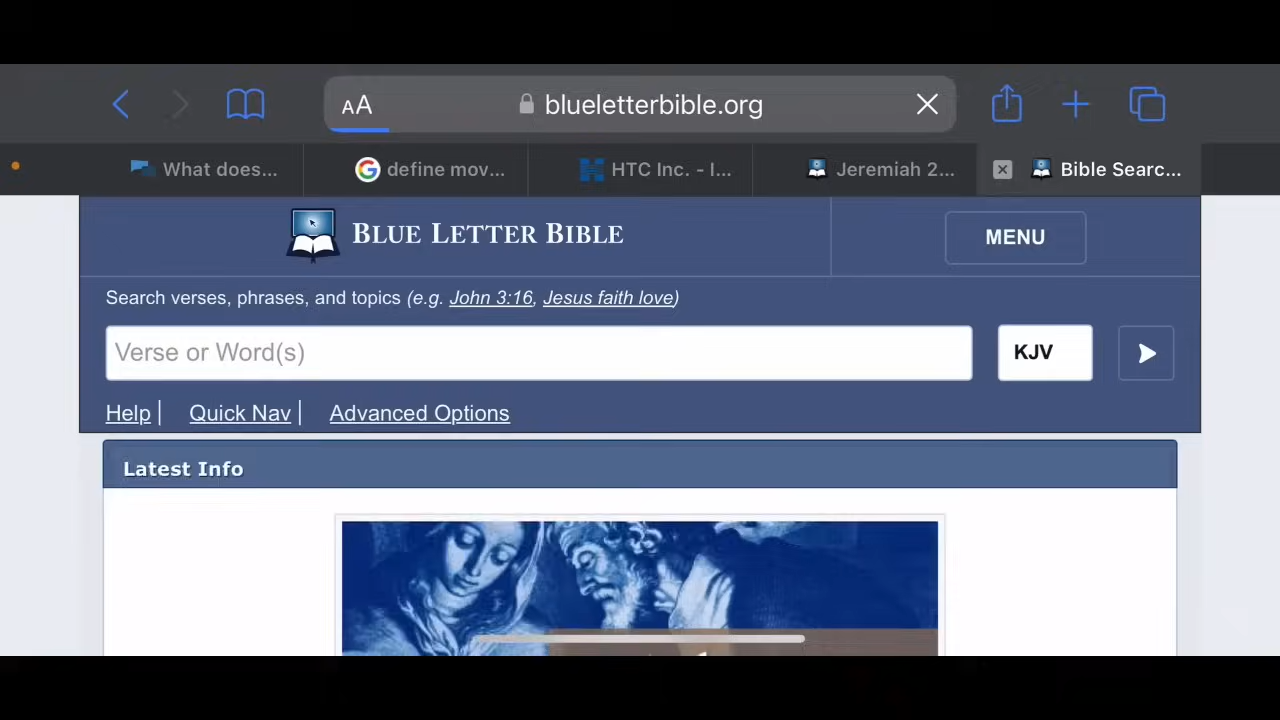 AA blueletterbible.org
What does... define mov... HTC Inc. - I... Jeremiah 2... Bible Searc...
BLUE LETTER BIBLE MENU
Search verses, phrases, and topics (e.g. John 3:16, Jesus faith love)
Verse or Word(s) KJV
Help | Quick Nav | Advanced Options
Latest Info